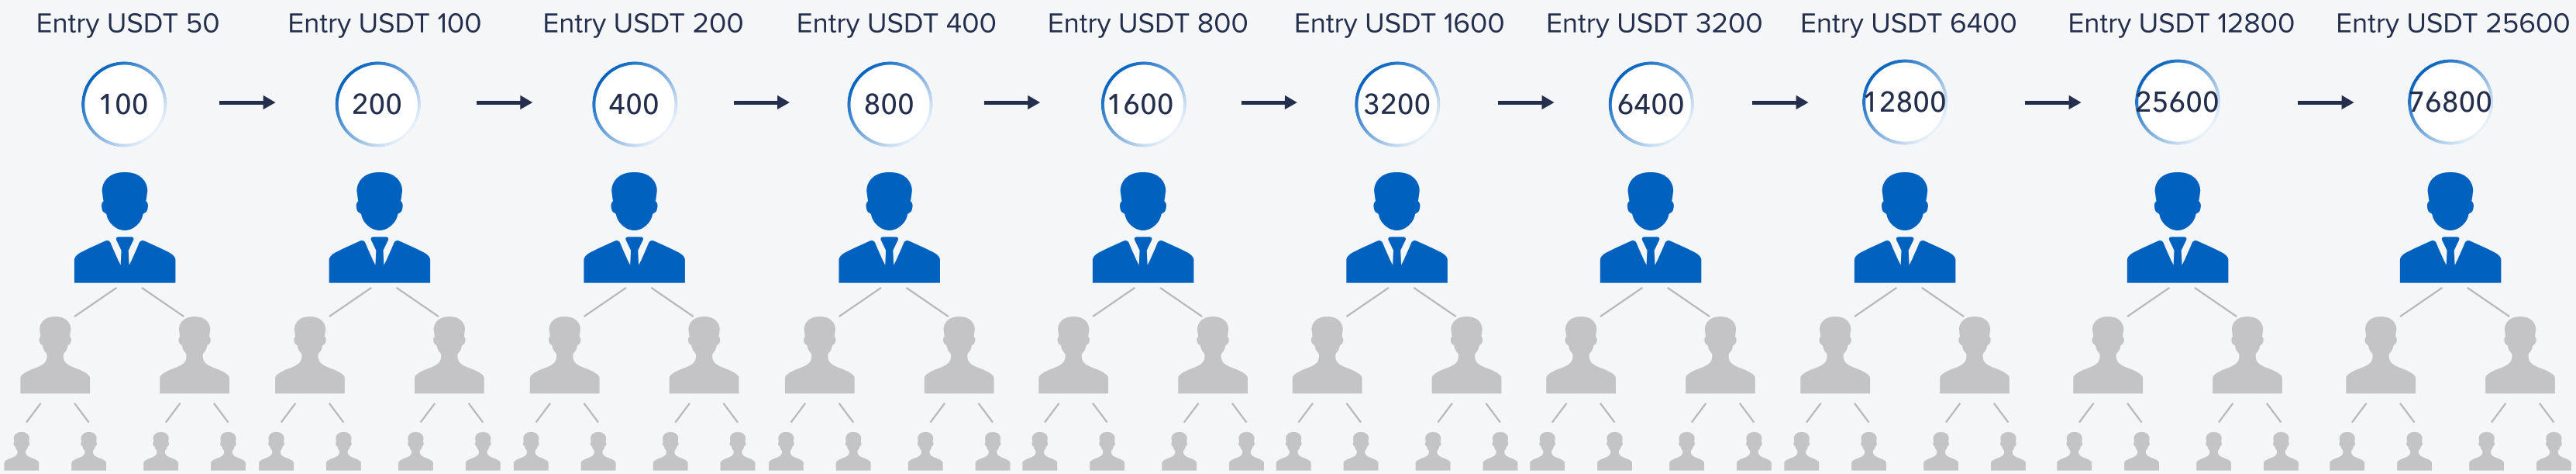 Entry USDT 50
Entry USDT 100
Entry USDT 200
Entry USDT 400
Entry USDT 800
Entry USDT 1600
Entry USDT 3200
Entry USDT 6400
Entry USDT 12800
Entry USDT 25600
100
200
400
800
1600
3200
6400
12800
25600
76800